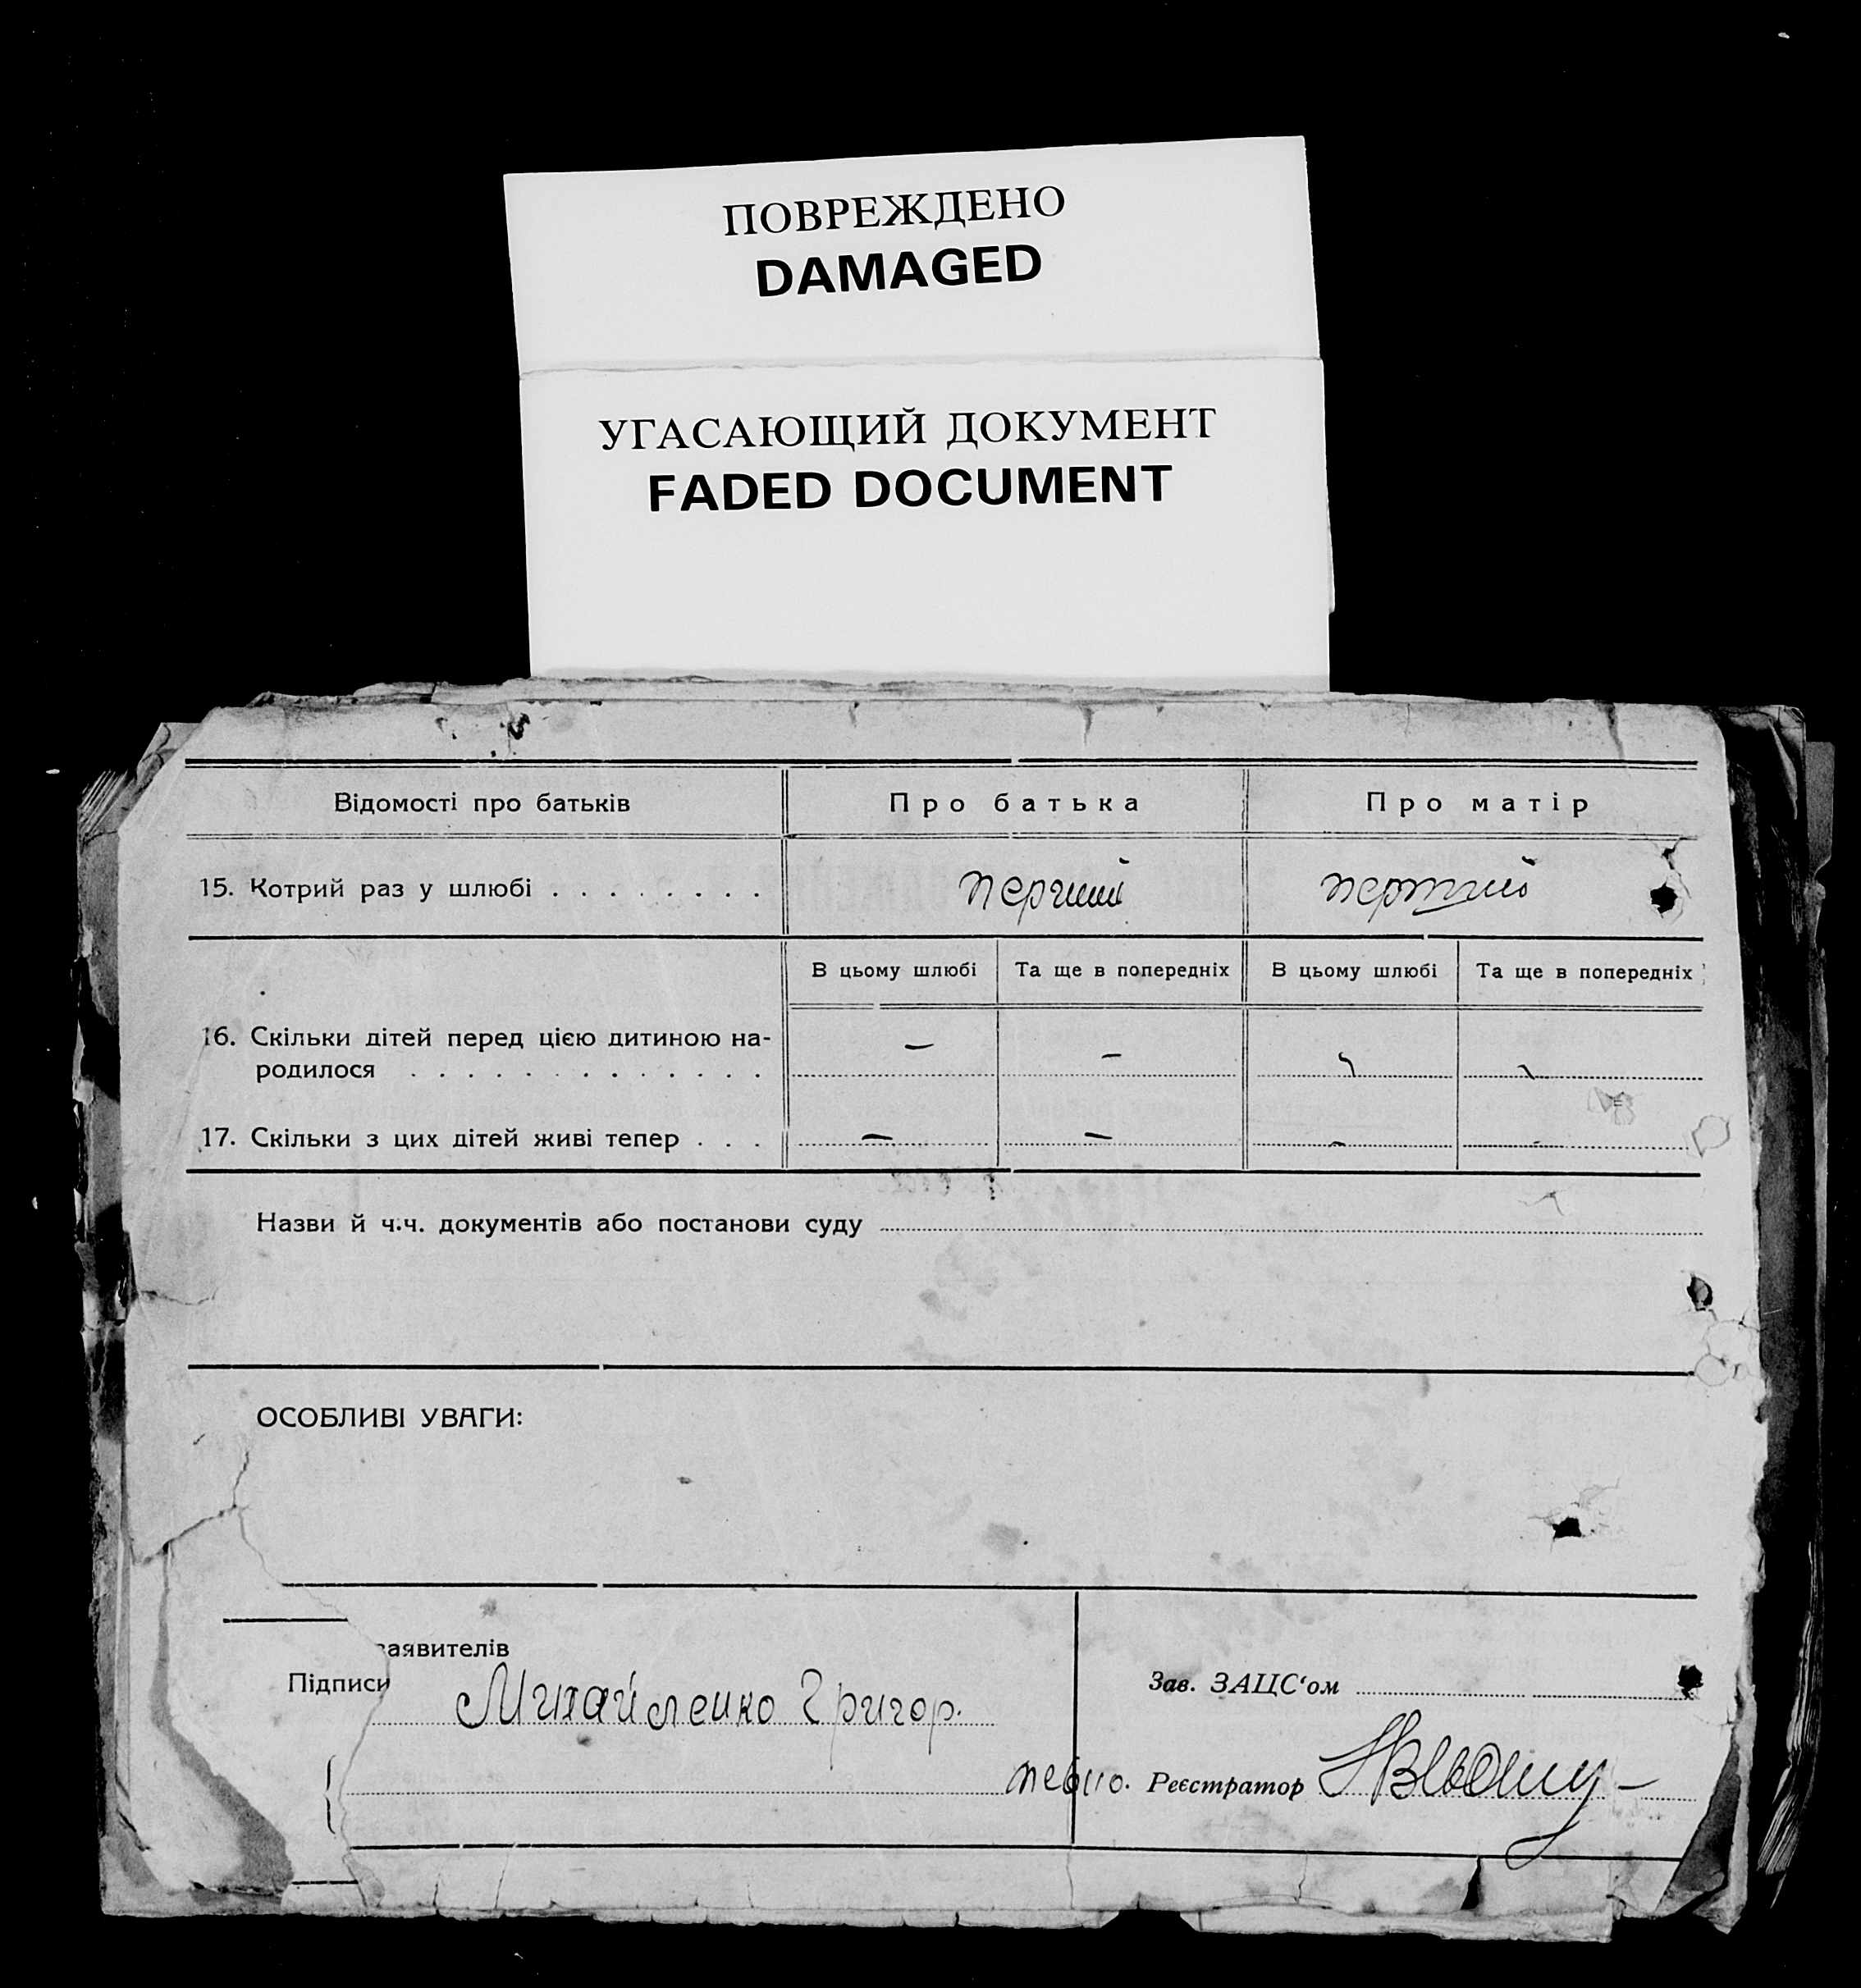 ПОВРЕЖДЕНО
DAMAGED
УГАСАЮЩИЙ ДОКУМЕНТ
FADED DOCUMENT
Відомості про батьків Про батька Про матір
15. Котрий раз у шлюбі . . . . . . . . перший перший
В цьому шлюбі Та ще в попередніх В цьому шлюбі Та ще в попередніх
16. Скільки дітей перед цією дитиною на-
родилося . . . . . . . . . . . . . – –
17. Скільки з цих дітей живі тепер . . . – – - -
Назви й ч.ч. документів або постанови суду
ОСОБЛИВІ УВАГИ:
заявителів
Підписи
Михайленко Григор.
Зав. ЗАЦС‘ом
Реєстратор